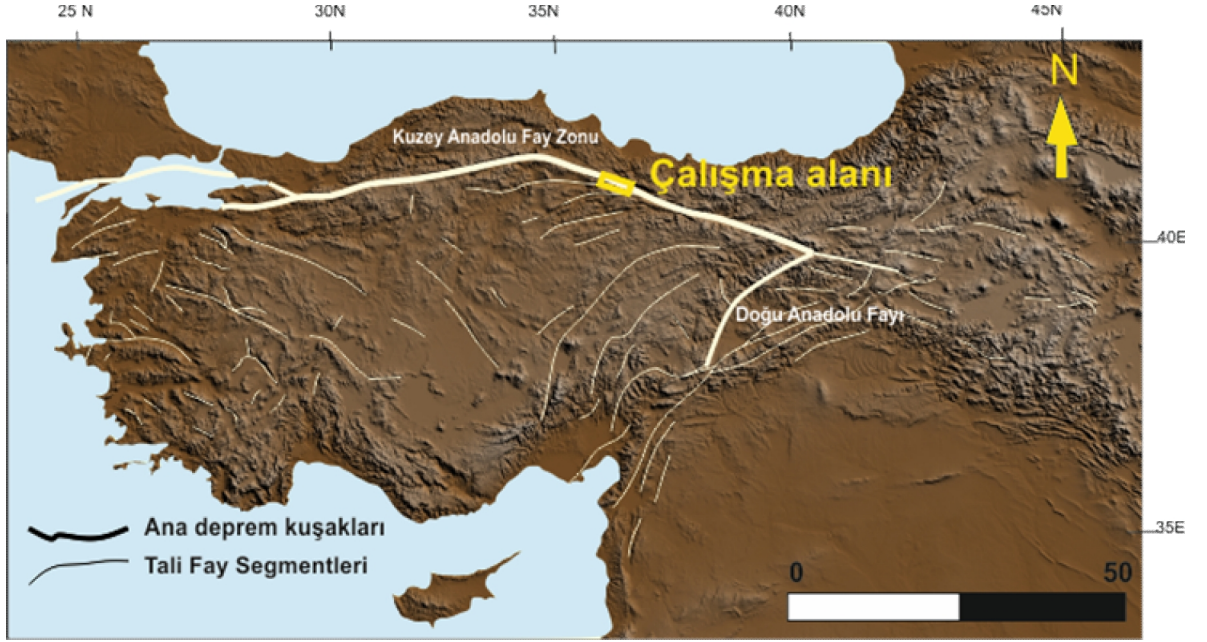 25 N 30N 35N 40N 45N
N
Kuzey Anadolu Fay Zonu
Çalışma alanı
40E
Doğu Anadolu Fayı
Ana deprem kuşakları
35E
Tali Fay Segmentleri
0 50